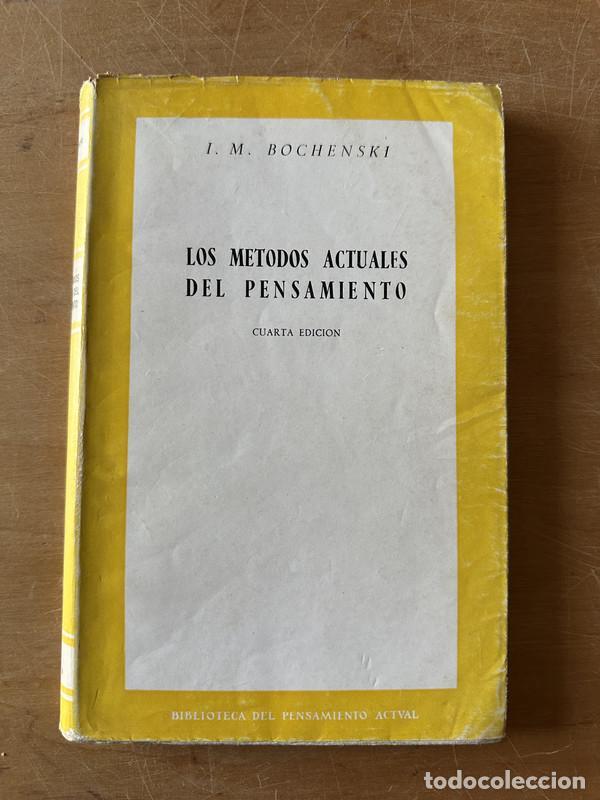 I. M. BOCHENSKI
LOS METODOS ACTUALES
DEL PENSAMIENTO
CUARTA EDICION
BIBLIOTECA DEL PENSAMIENTO ACTVAL
todocoleccion